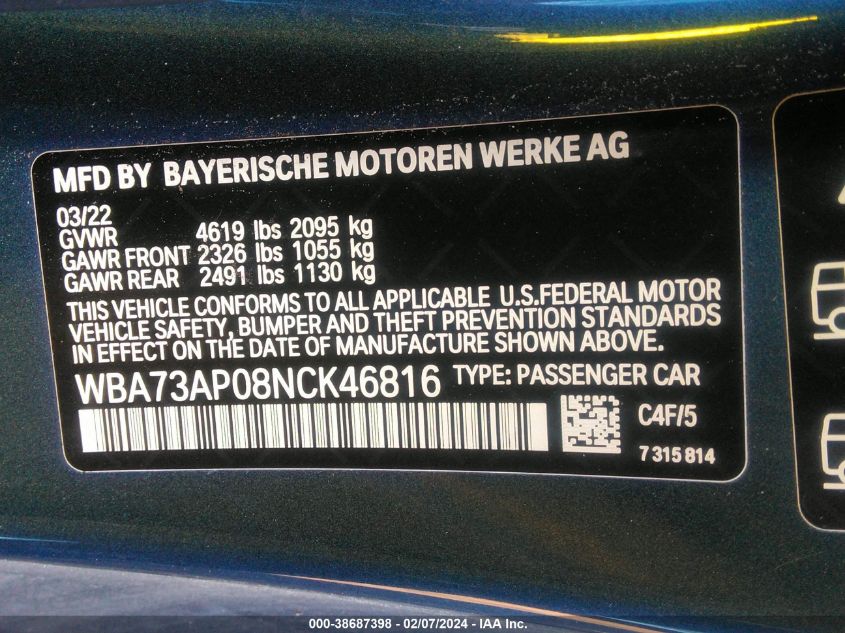 MFD BY BAYERISCHE MOTOREN WERKE AG
03/22
GVWR 4619 lbs 2095 kg
GAWR FRONT 2326 lbs 1055 kg
GAWR REAR 2491 lbs 1130 kg
THIS VEHICLE CONFORMS TO ALL APPLICABLE U.S.FEDERAL MOTOR
VEHICLE SAFETY, BUMPER AND THEFT PREVENTION STANDARDS
IN EFFECT ON THE DATE OF MANUFACTURE SHOWN ABOVE.
WBA73AP08NCK46816 TYPE: PASSENGER CAR
C4F/5
7 315 814
000-38687398 - 02/07/2024 - IAA Inc.